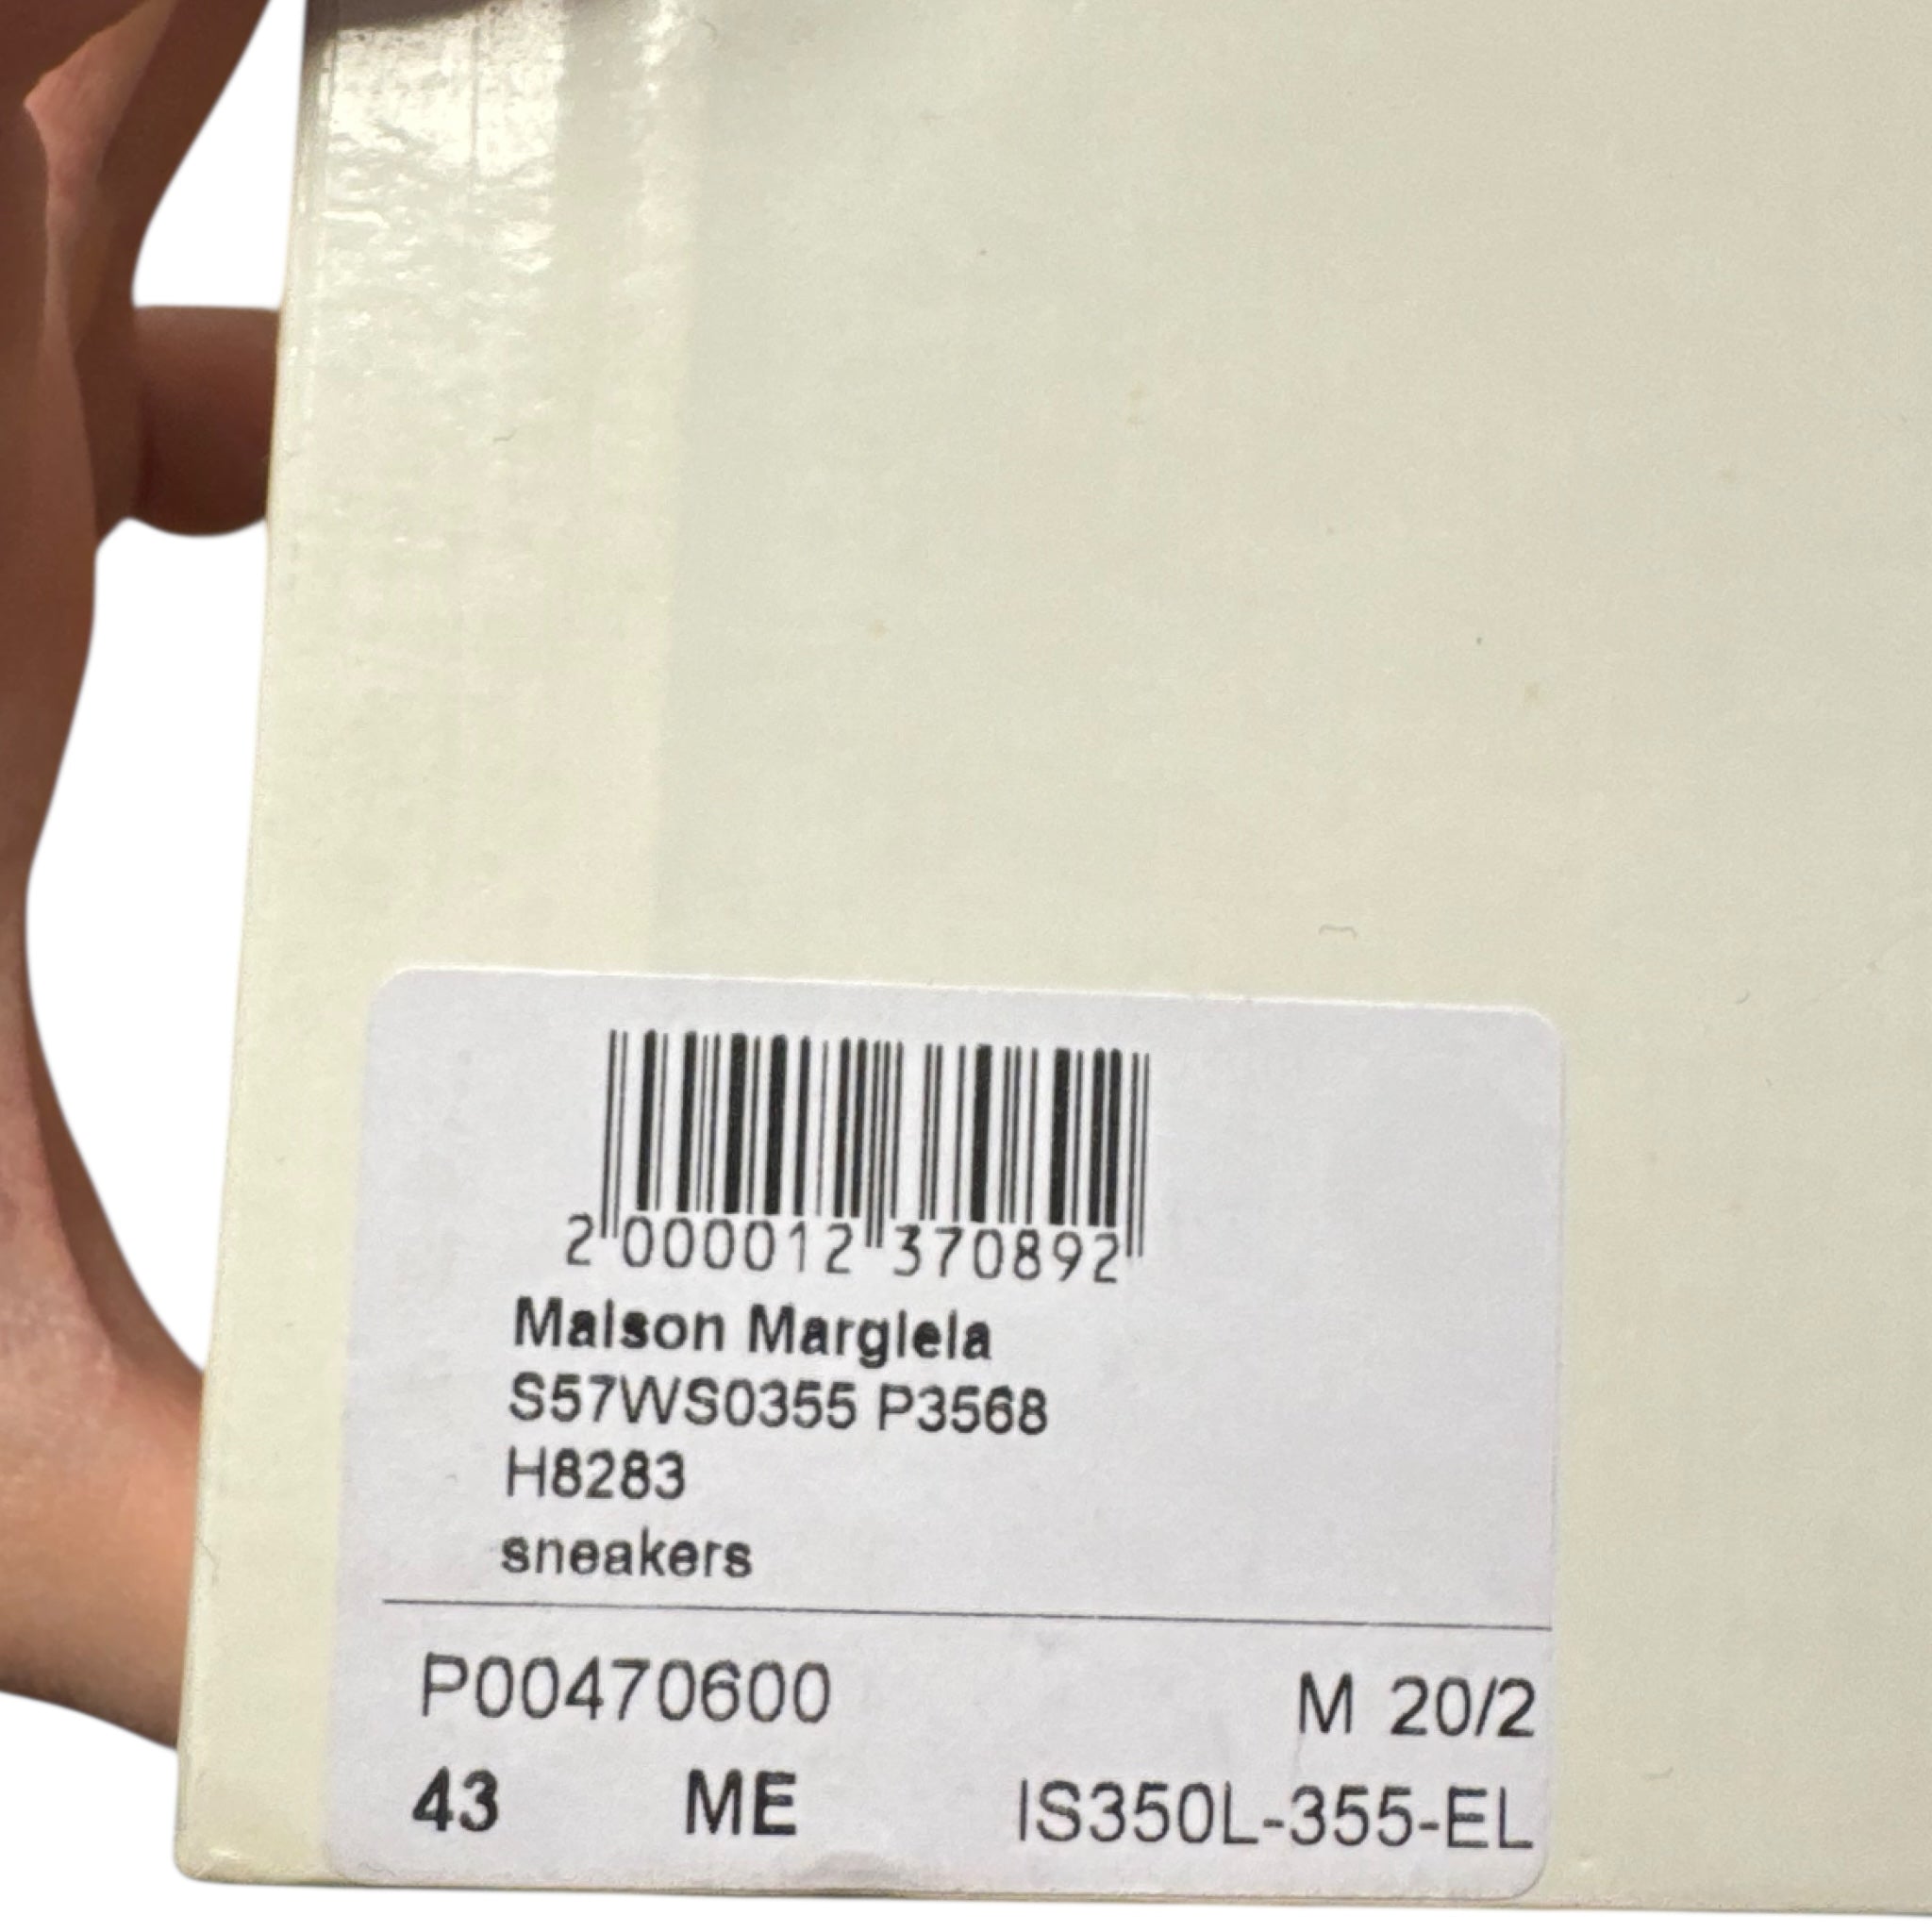 2 000012 370892
Maison Margiela
S57WS0355 P3568
H8283
sneakers
P00470600 M 20/2
43 ME IS350L-355-EL